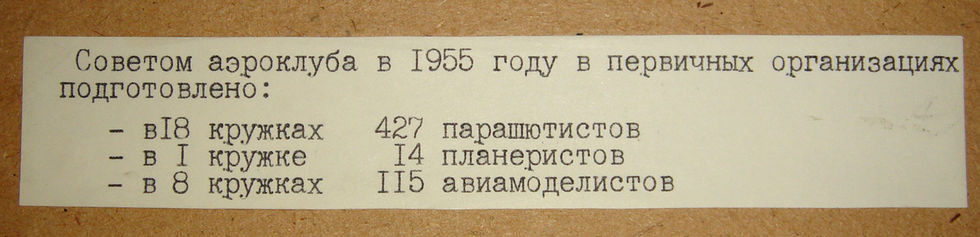 Советом аэроклуба в I955 году в первичных организациях
подготовлено:
- вI8 кружках 427 парашютистов
- в I кружке I4 планеристов
- в 8 кружках II5 авиамоделистов